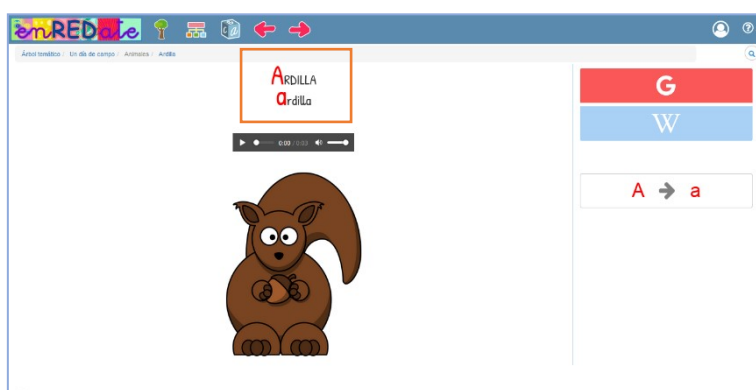 enREDate
Árbol temático / Un día de campo / Animales / Ardilla
ARDILLA
ardilla
0:00 / 0:03
G
W
A → a